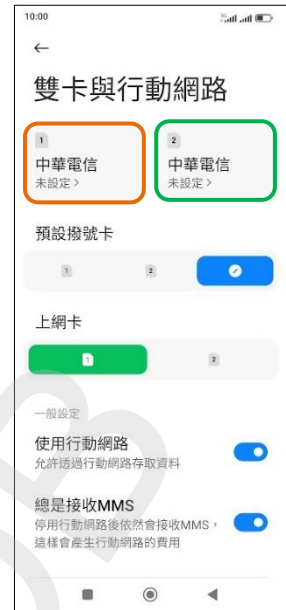 10:00
雙卡與行動網路
1
中華電信
未設定 >
2
中華電信
未設定 >
預設撥號卡
1
2
上網卡
1
2
一般設定
使用行動網路
允許透過行動網路存取資料
總是接收MMS
停用行動網路後依然會接收MMS，
這樣會產生行動網路的費用